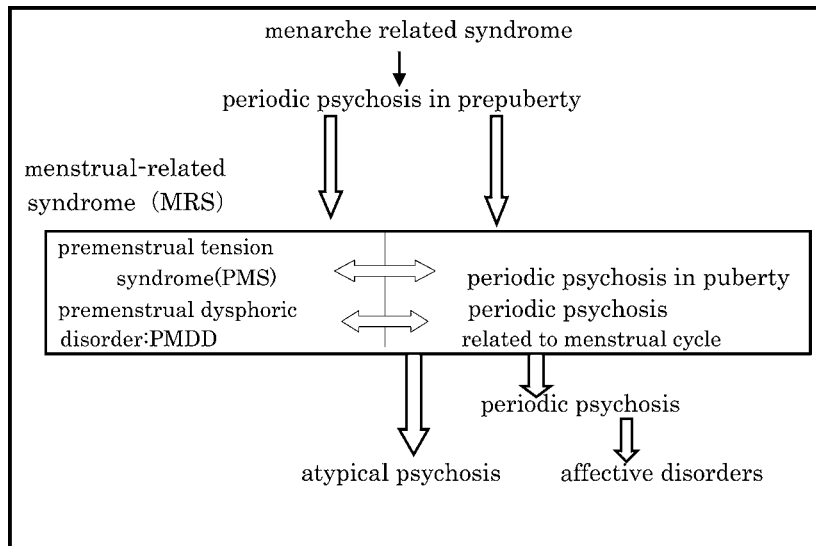 menarche related syndrome
periodic psychosis in prepuberty
menstrual-related
syndrome (MRS)
premenstrual tension
syndrome(PMS)
premenstrual dysphoric
disorder:PMDD
periodic psychosis in puberty
periodic psychosis
related to menstrual cycle
periodic psychosis
atypical psychosis
affective disorders